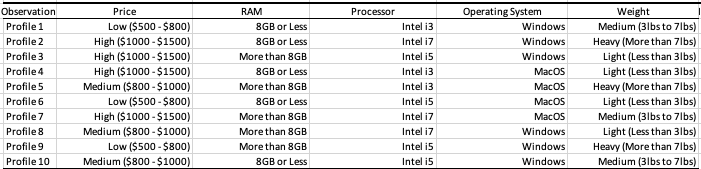 Observation Price RAM Processor Operating System Weight
Profile 1 Low ($500 - $800) 8GB or Less Intel i3 Windows Medium (3lbs to 7lbs)
Profile 2 High ($1000 - $1500) 8GB or Less Intel i7 Windows Heavy (More than 7lbs)
Profile 3 High ($1000 - $1500) More than 8GB Intel i5 Windows Light (Less than 3lbs)
Profile 4 High ($1000 - $1500) 8GB or Less Intel i3 MacOS Light (Less than 3lbs)
Profile 5 Medium ($800 - $1000) More than 8GB Intel i3 MacOS Heavy (More than 7lbs)
Profile 6 Low ($500 - $800) 8GB or Less Intel i5 MacOS Light (Less than 3lbs)
Profile 7 High ($1000 - $1500) More than 8GB Intel i7 MacOS Medium (3lbs to 7lbs)
Profile 8 Medium ($800 - $1000) More than 8GB Intel i7 Windows Light (Less than 3lbs)
Profile 9 Low ($500 - $800) More than 8GB Intel i5 Windows Heavy (More than 7lbs)
Profile 10 Medium ($800 - $1000) 8GB or Less Intel i5 Windows Medium (3lbs to 7lbs)